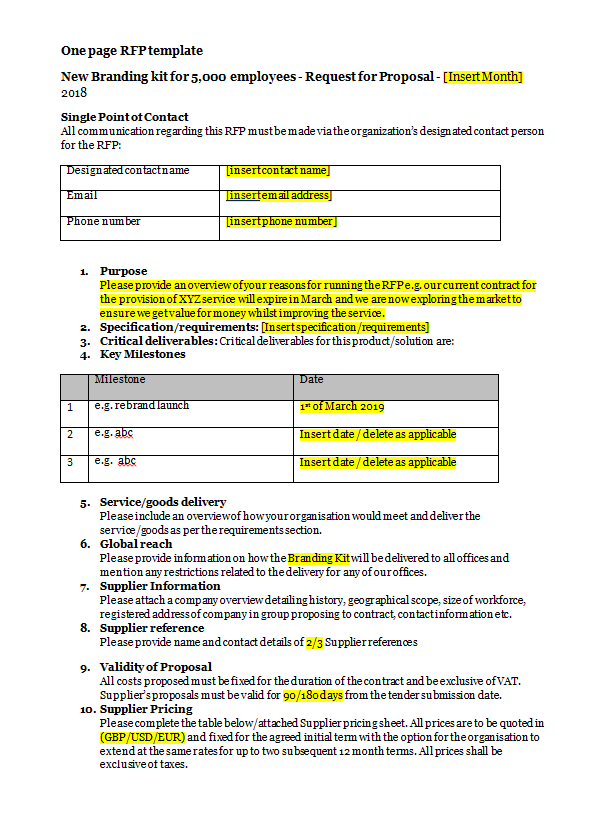 One page RFP template
New Branding kit for 5,000 employees - Request for Proposal - [Insert Month]
2018
Single Point of Contact
All communication regarding this RFP must be made via the organization's designated contact person
for the RFP:
Designated contact name [insert contact name]
Email [insert email address]
Phone number [insert phone number]
1. Purpose
Please provide an overview of your reasons for running the RFP e.g. our current contract for
the provision of XYZ service will expire in March and we are now exploring the market to
ensure we get value for money whilst improving the service.
2. Specification/requirements: [Insert specification/requirements]
3. Critical deliverables: Critical deliverables for this product/solution are:
4. Key Milestones
Milestone Date
1 e.g. rebrand launch 1st of March 2019
2 e.g. abc Insert date / delete as applicable
3 e.g. abc Insert date / delete as applicable
5. Service/goods delivery
Please include an overview of how your organisation would meet and deliver the
service/goods as per the requirements section.
6. Global reach
Please provide information on how the Branding Kit will be delivered to all offices and
mention any restrictions related to the delivery for any of our offices.
7. Supplier Information
Please attach a company overview detailing history, geographical scope, size of workforce,
registered address of company in group proposing to contract, contact information etc.
8. Supplier reference
Please provide name and contact details of 2/3 Supplier references
9. Validity of Proposal
All costs proposed must be fixed for the duration of the contract and be exclusive of VAT.
Supplier's proposals must be valid for 90/180 days from the tender submission date.
10. Supplier Pricing
Please complete the table below/attached Supplier pricing sheet. All prices are to be quoted in
(GBP/USD/EUR) and fixed for the agreed initial term with the option for the organisation to
extend at the same rates for up to two subsequent 12 month terms. All prices shall be
exclusive of taxes.